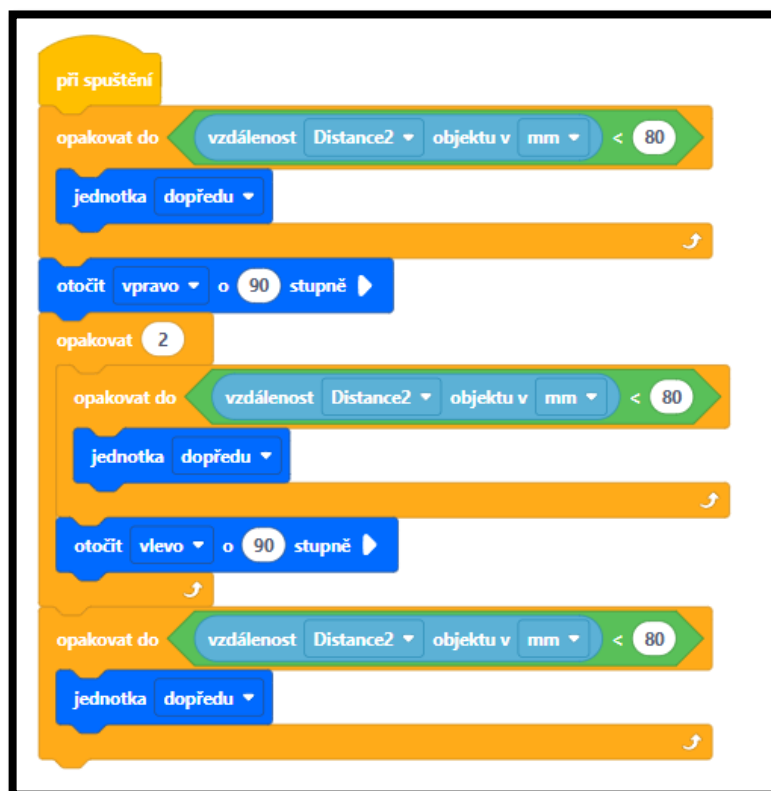 při spuštění
opakovat do vzdálenost Distance2 objektu v mm < 80
jednotka dopředu
otočit vpravo o 90 stupně
opakovat 2
opakovat do vzdálenost Distance2 objektu v mm < 80
jednotka dopředu
otočit vlevo o 90 stupně
opakovat do vzdálenost Distance2 objektu v mm < 80
jednotka dopředu